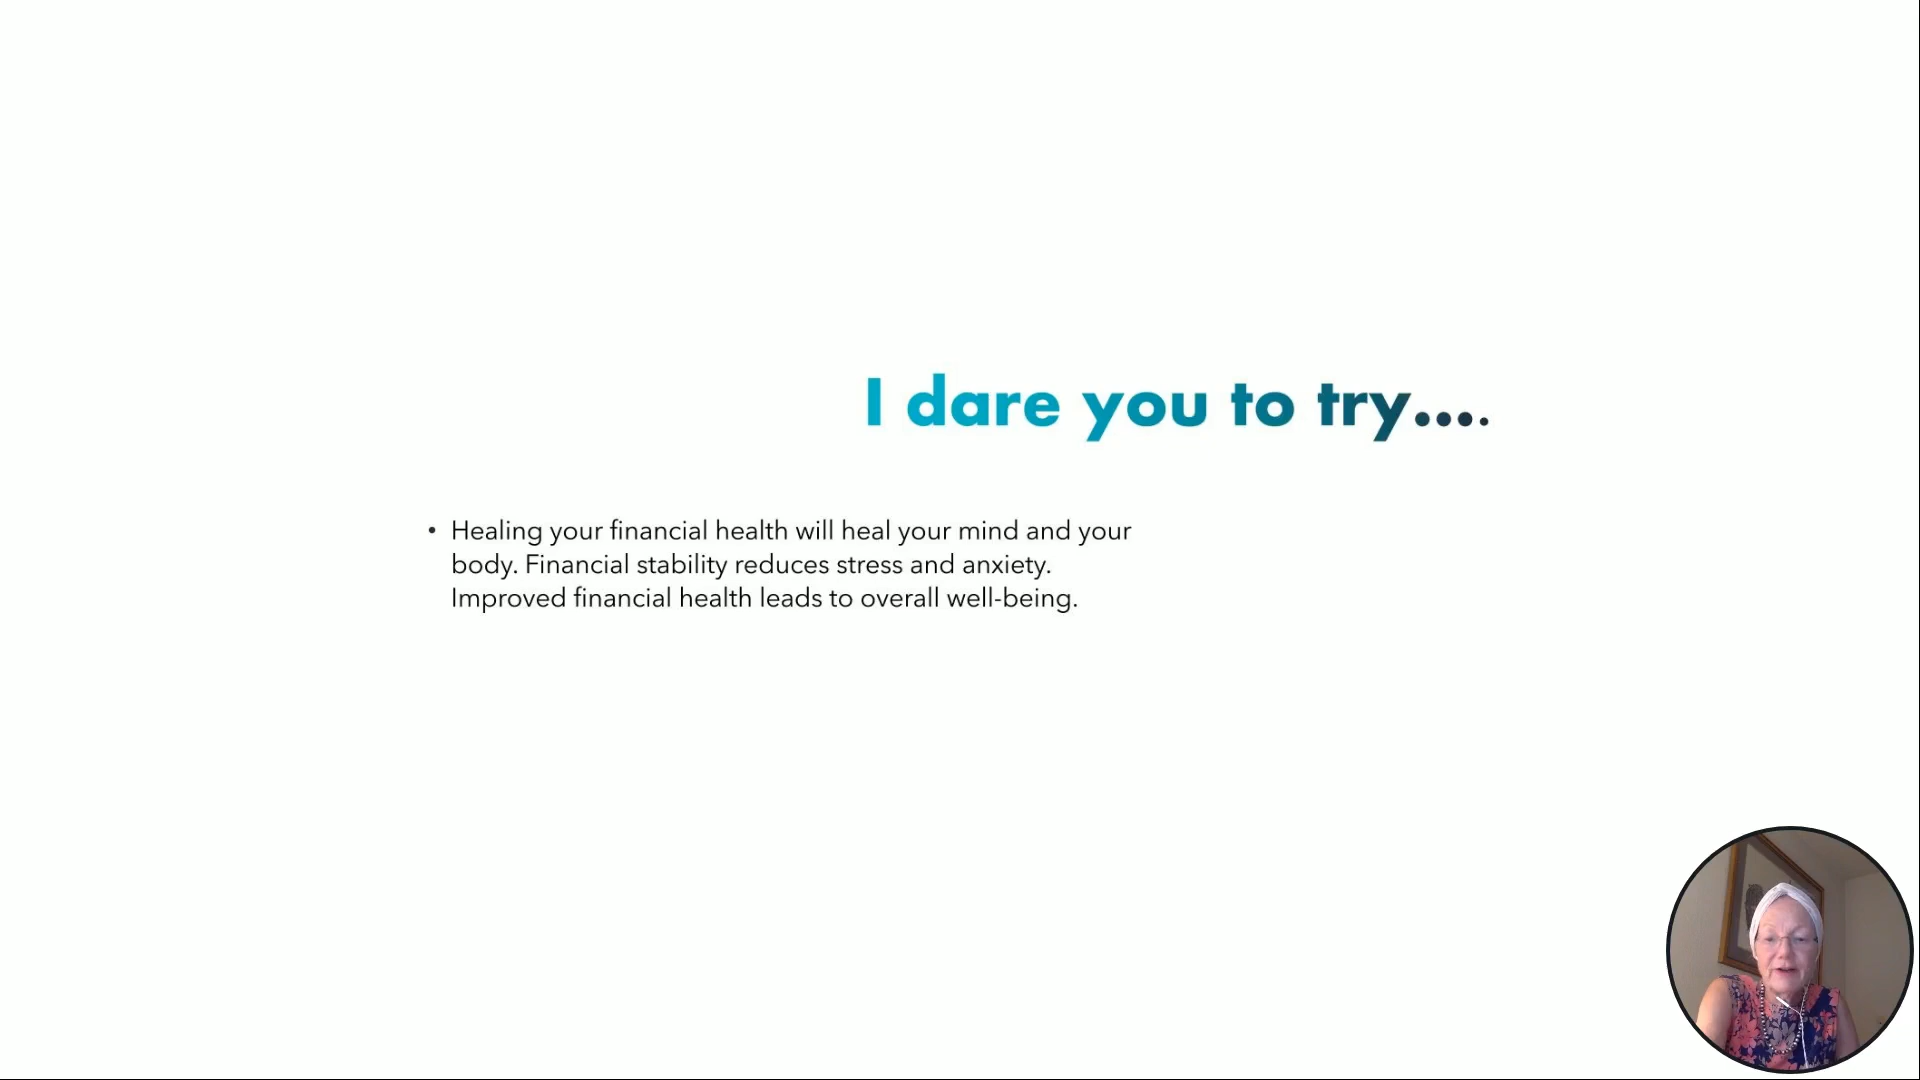 I dare you to try....
• Healing your financial health will heal your mind and your
body. Financial stability reduces stress and anxiety.
Improved financial health leads to overall well-being.